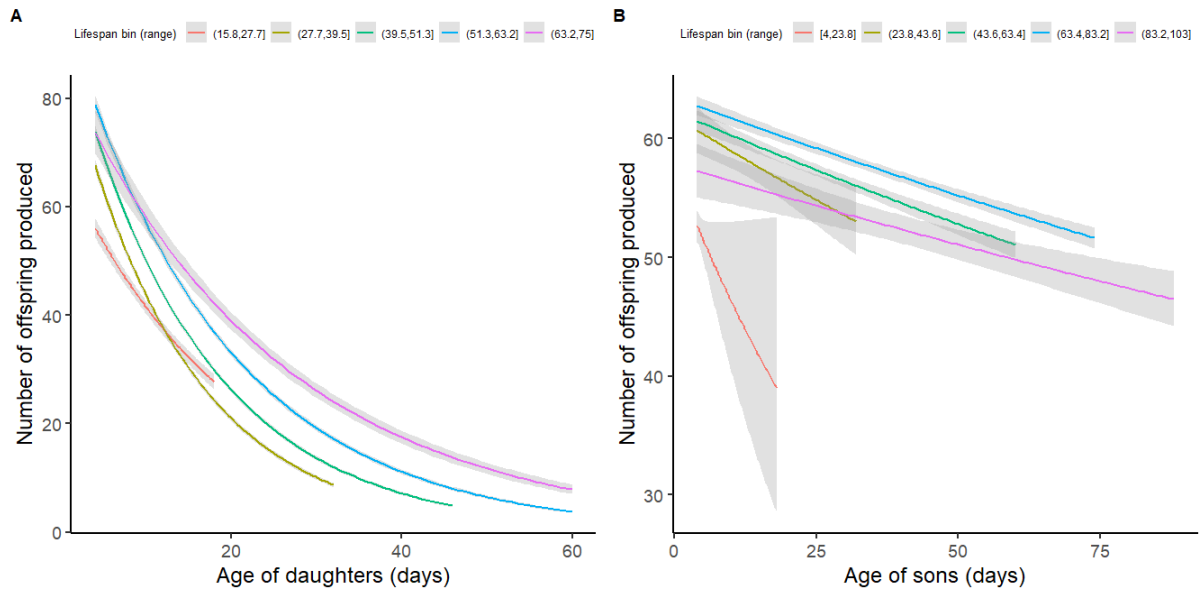 A
Lifespan bin (range) (15.8,27.7] (27.7,39.5] (39.5,51.3] (51.3,63.2] (63.2,75]
Number of offspring produced
80
60
40
20
0
20 40 60
Age of daughters (days)
B
Lifespan bin (range) [4,23.8] (23.8,43.6] (43.6,63.4] (63.4,83.2] (83.2,103]
Number of offspring produced
60
50
40
30
0 25 50 75
Age of sons (days)